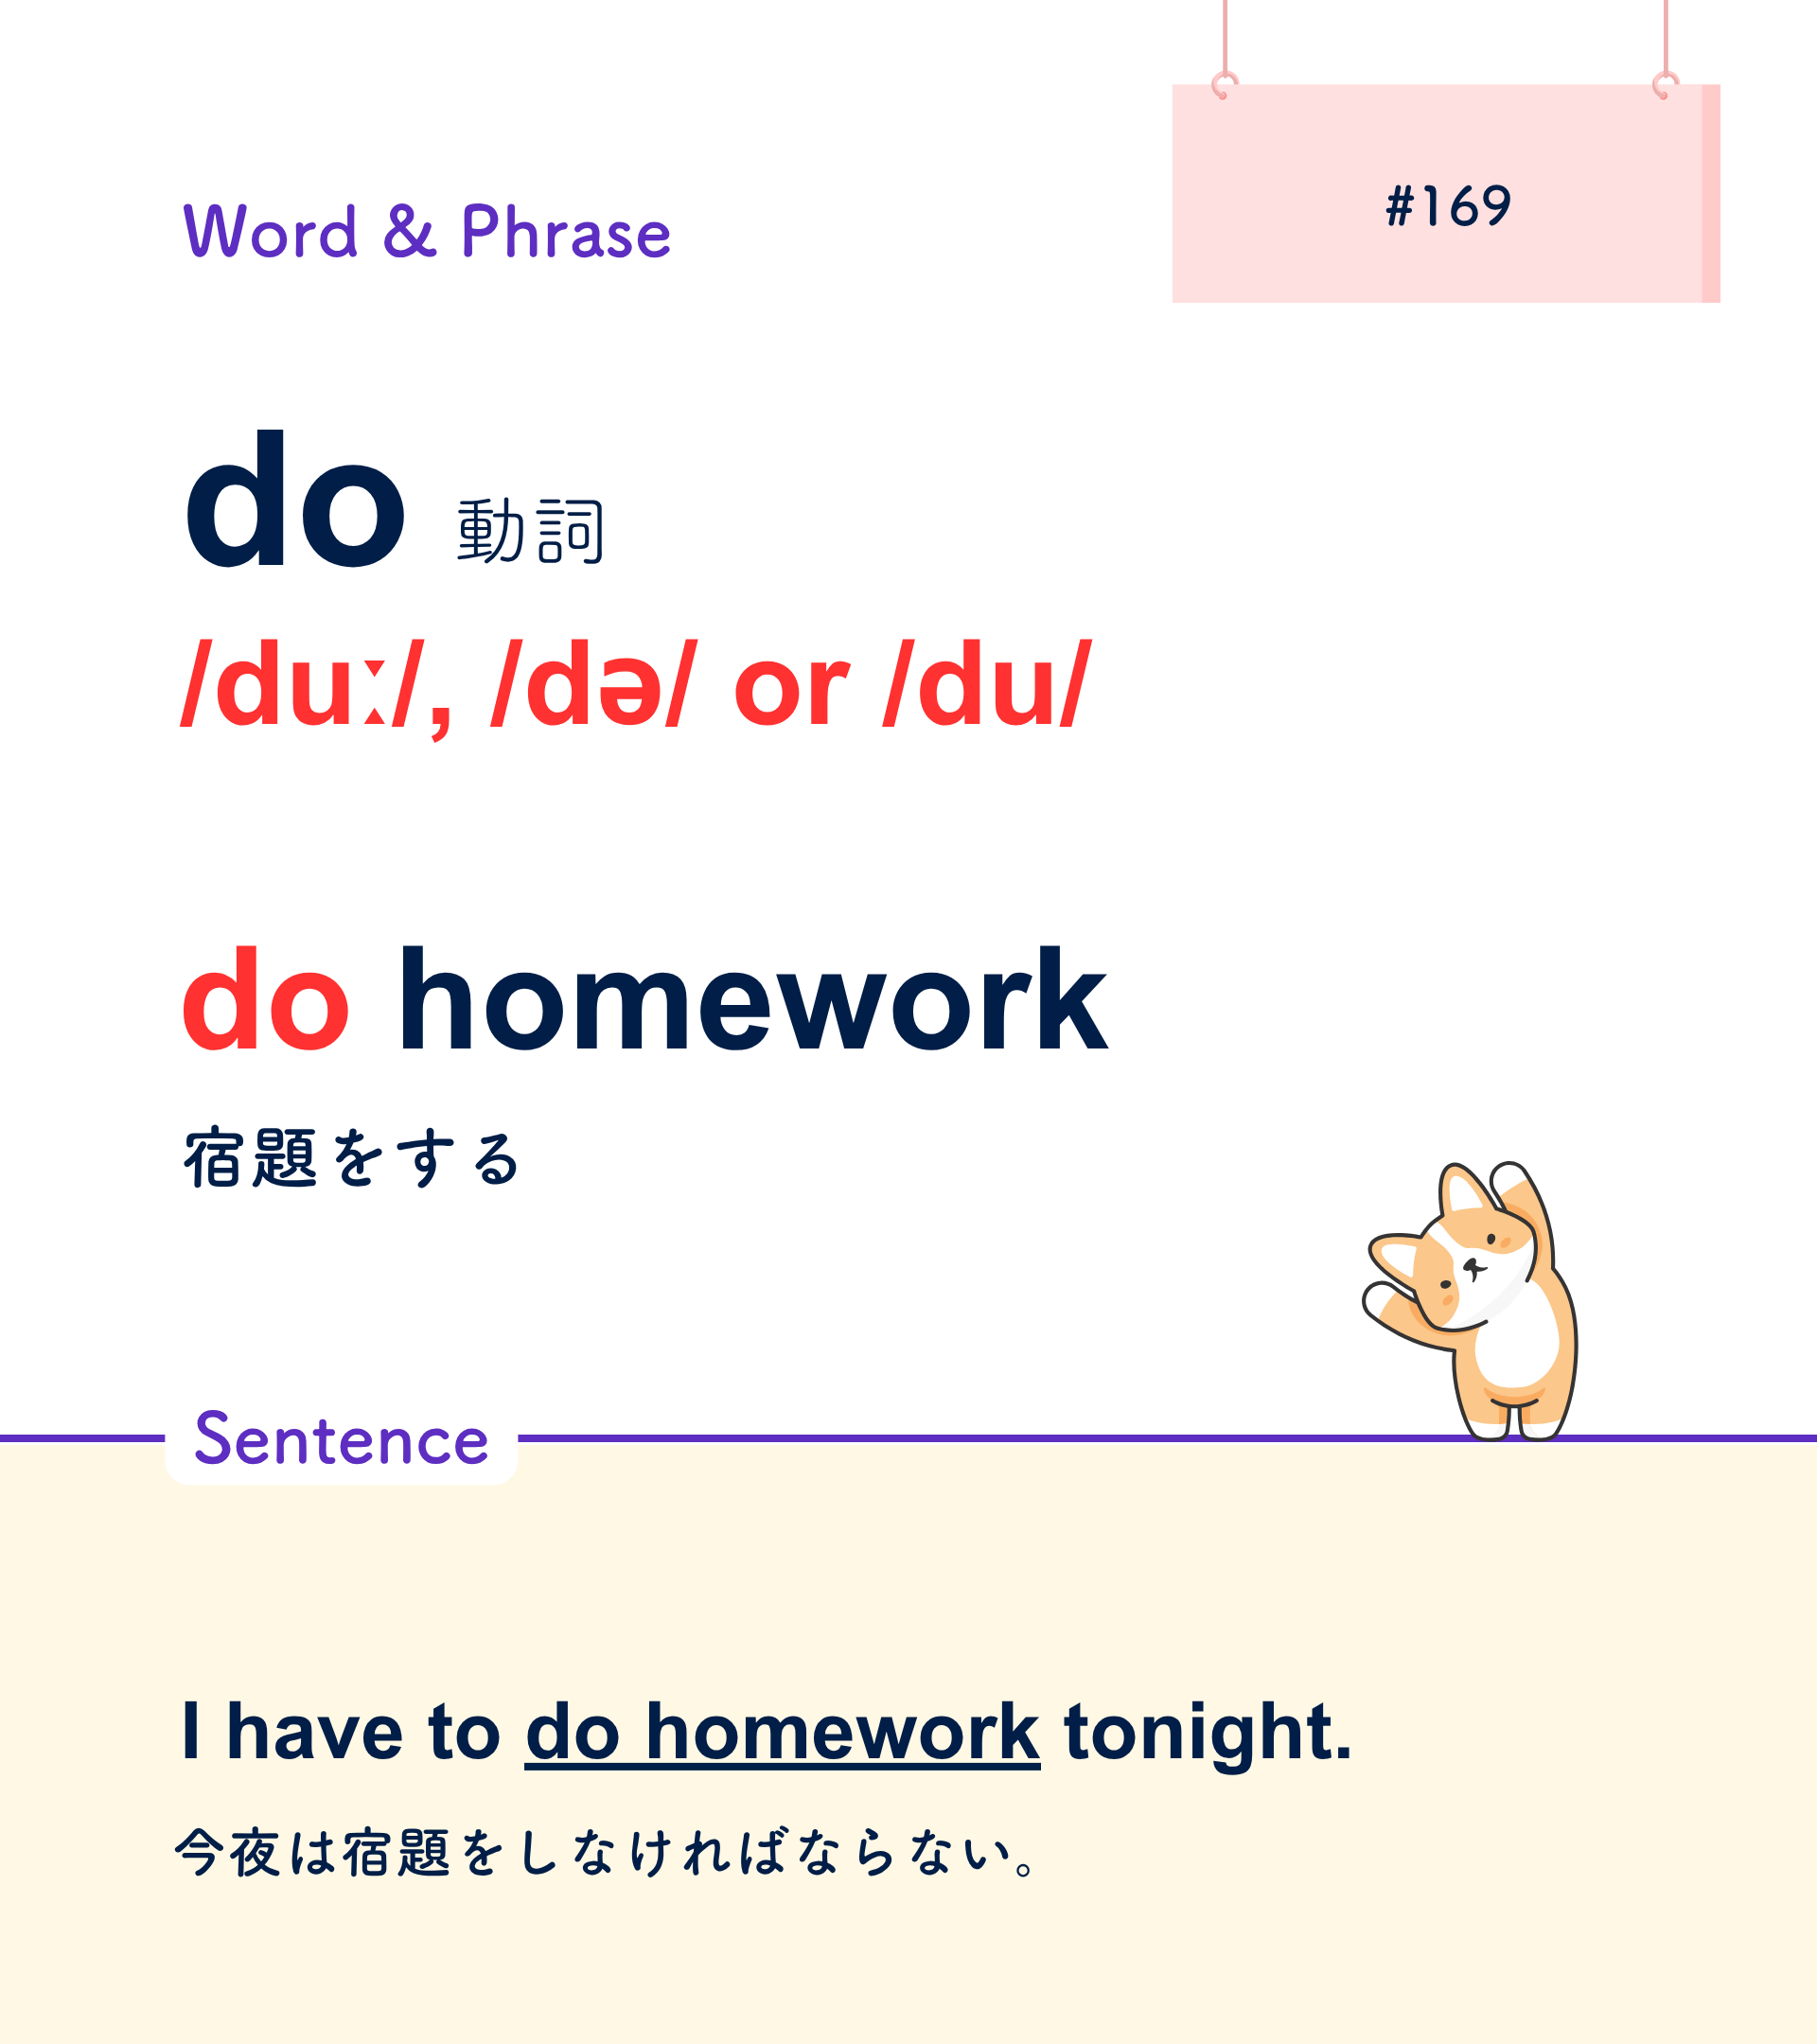 #169
Word & Phrase
do 動詞
/duː/, /də/ or /du/
do homework
宿題をする
Sentence
I have to do homework tonight.
今夜は宿題をしなければならない。